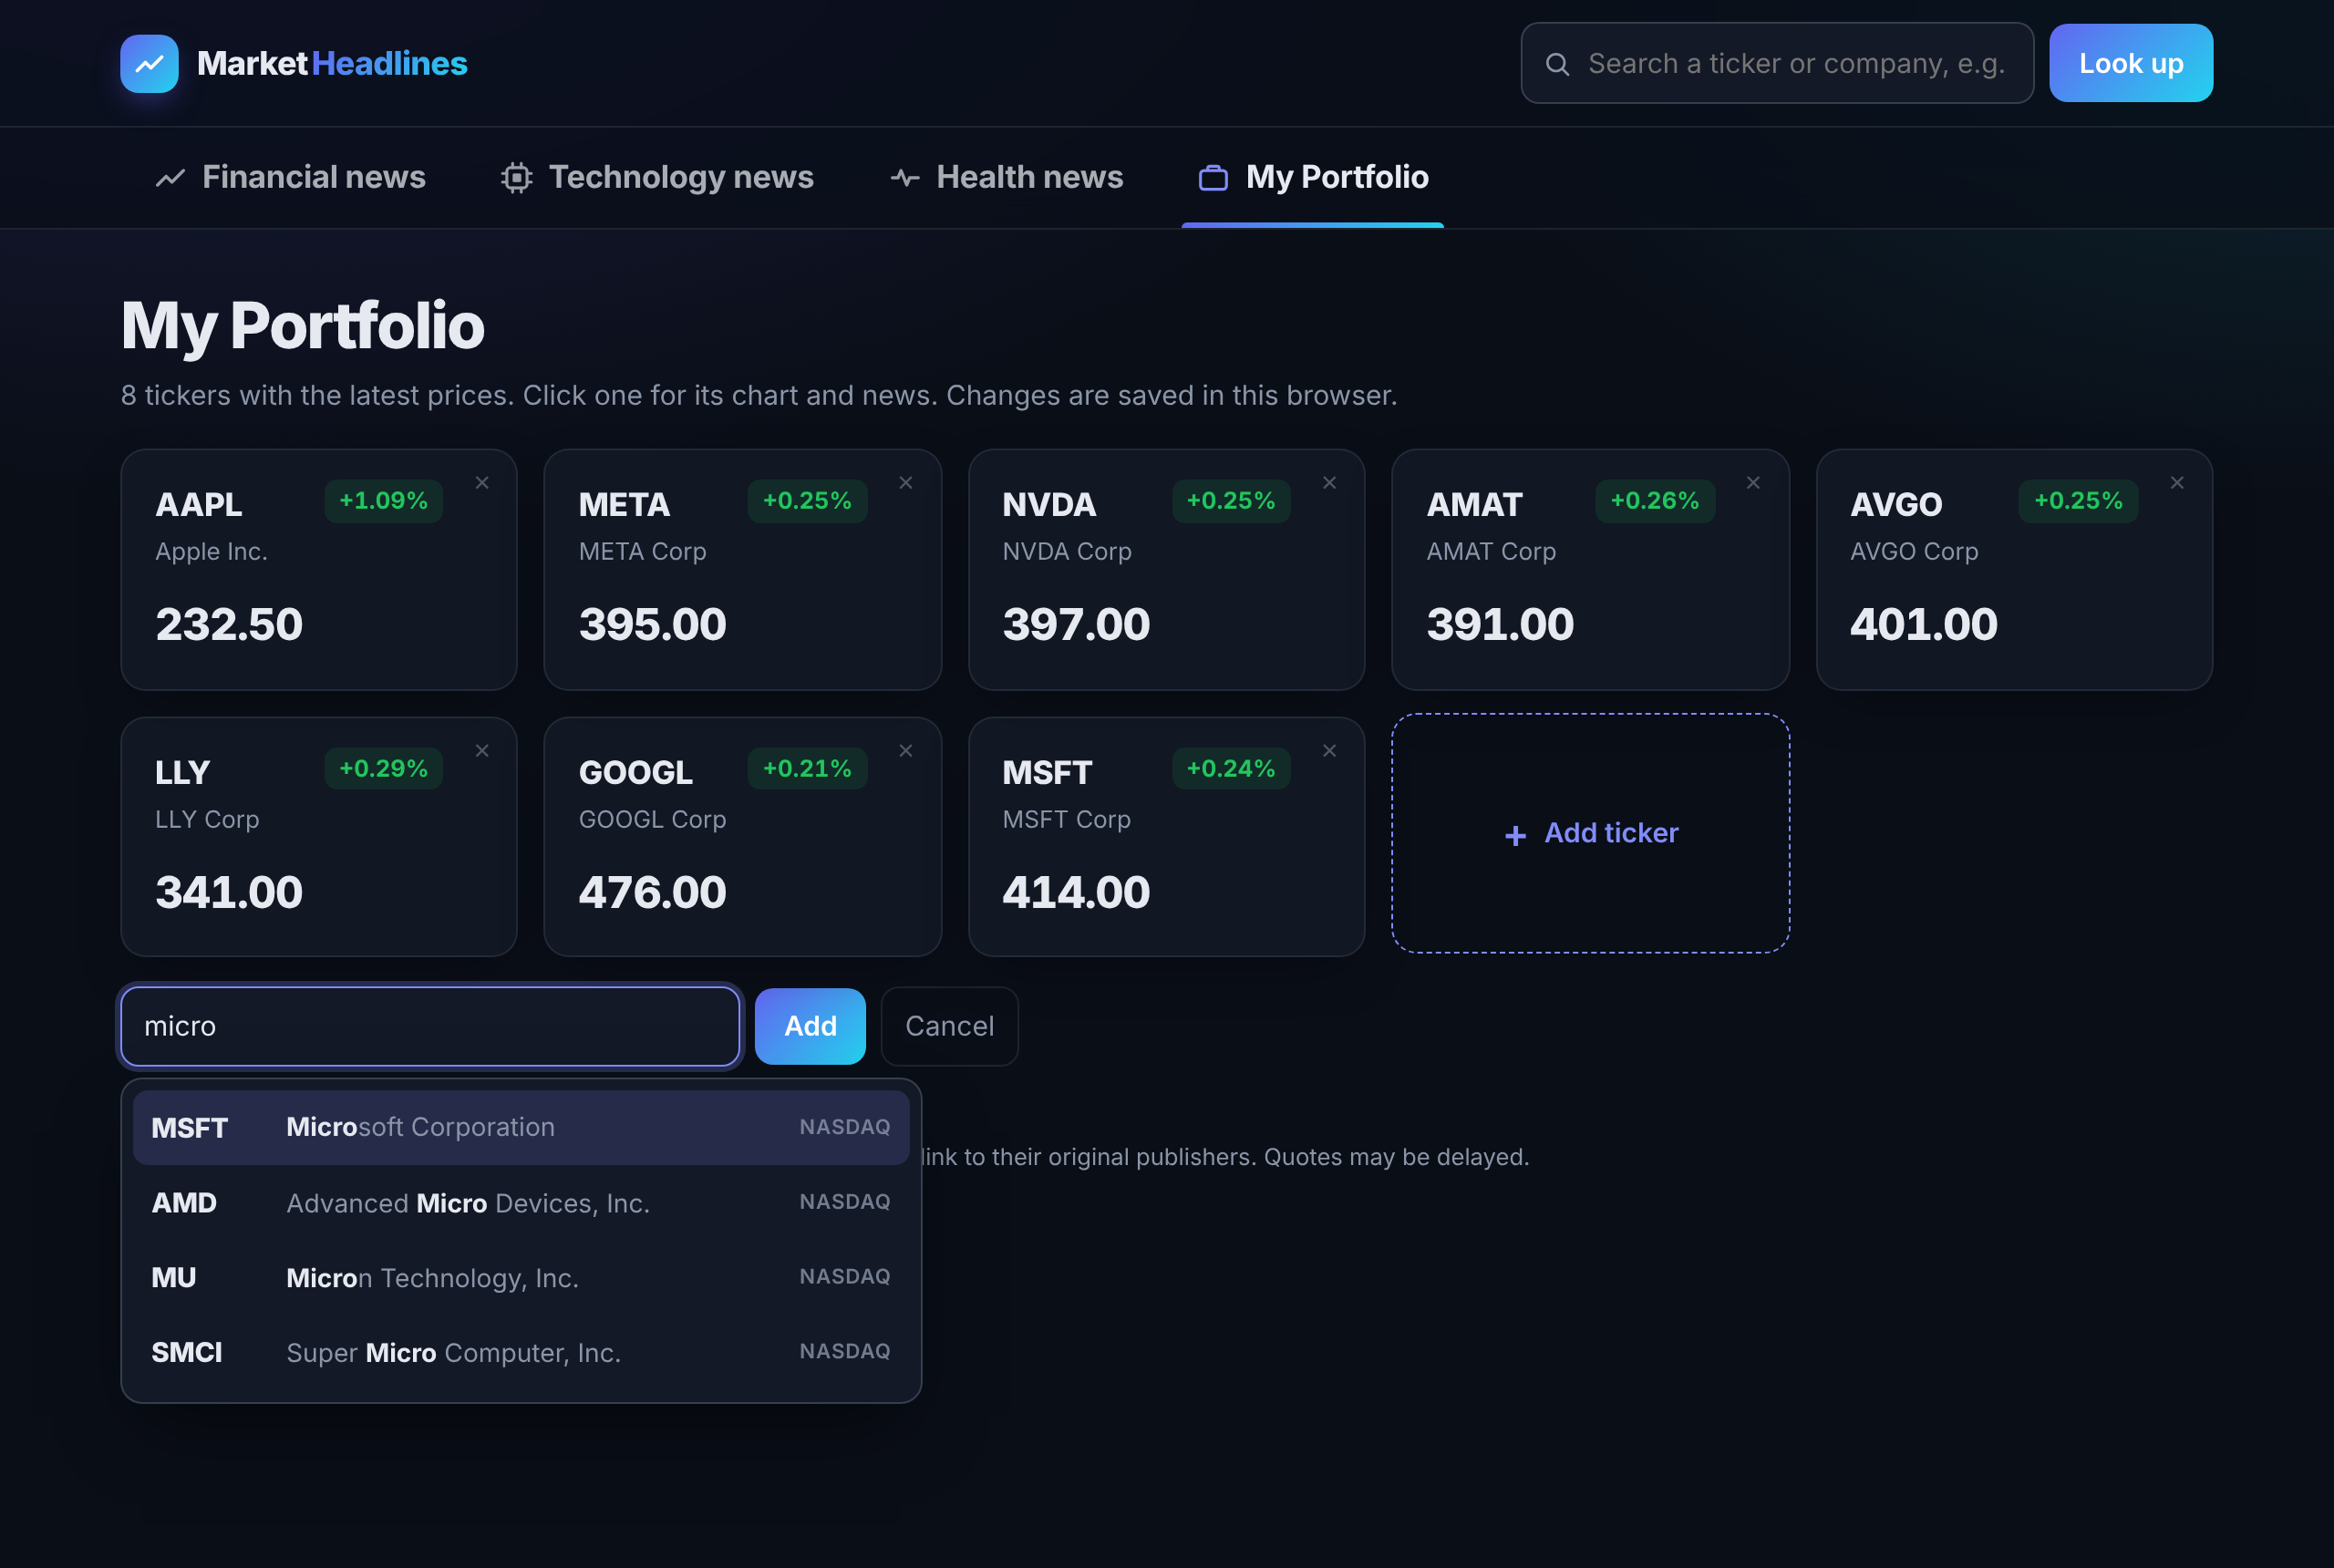 MarketHeadlines
Search a ticker or company, e.g.
Look up
Financial news
Technology news
Health news
My Portfolio
My Portfolio
8 tickers with the latest prices. Click one for its chart and news. Changes are saved in this browser.
AAPL +1.09% ×
Apple Inc.
232.50
META +0.25% ×
META Corp
395.00
NVDA +0.25% ×
NVDA Corp
397.00
AMAT +0.26% ×
AMAT Corp
391.00
AVGO +0.25% ×
AVGO Corp
401.00
LLY +0.29% ×
LLY Corp
341.00
GOOGL +0.21% ×
GOOGL Corp
476.00
MSFT +0.24% ×
MSFT Corp
414.00
+ Add ticker
micro
Add
Cancel
MSFT Microsoft Corporation NASDAQ
link to their original publishers. Quotes may be delayed.
AMD Advanced Micro Devices, Inc. NASDAQ
MU Micron Technology, Inc. NASDAQ
SMCI Super Micro Computer, Inc. NASDAQ